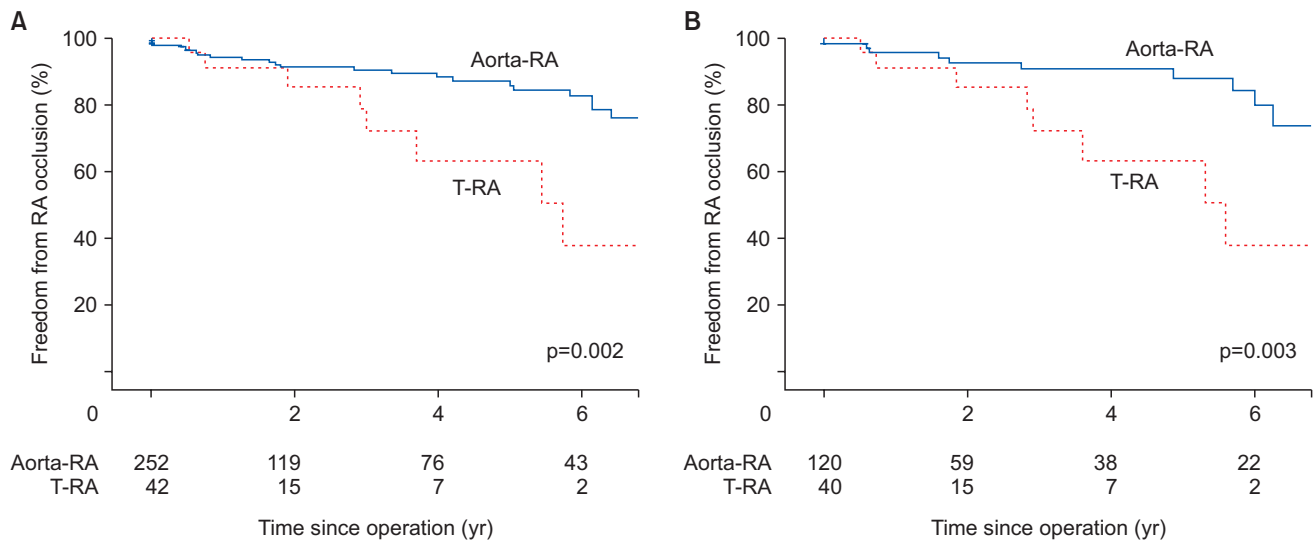 A
Freedom from RA occlusion (%)
100
80
60
40
20
0
Aorta-RA
T-RA
p=0.002
2 4 6
Aorta-RA 252 119 76 43
T-RA 42 15 7 2
Time since operation (yr)
B
Freedom from RA occlusion (%)
100
80
60
40
20
0
Aorta-RA
T-RA
p=0.003
2 4 6
Aorta-RA 120 59 38 22
T-RA 40 15 7 2
Time since operation (yr)